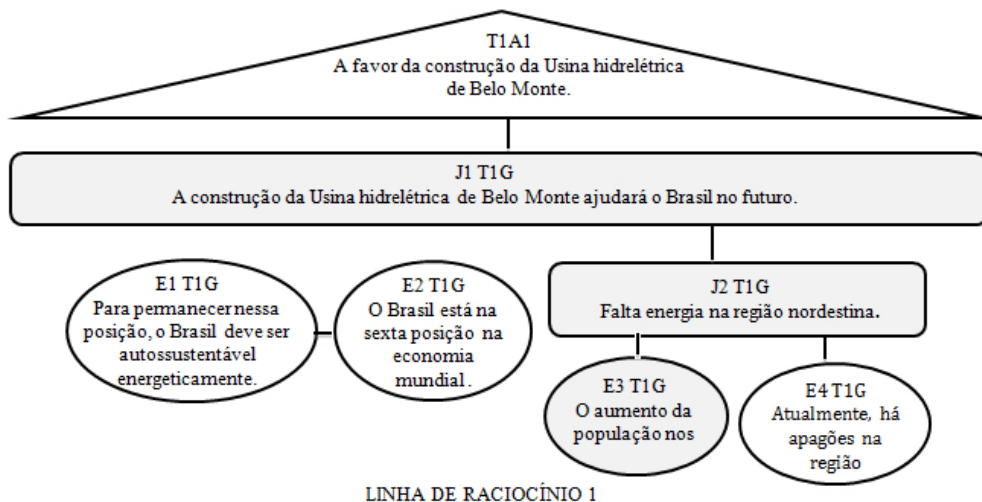 T1A1
A favor da construção da Usina hidrelétrica
de Belo Monte.
J1 T1G
A construção da Usina hidrelétrica de Belo Monte ajudará o Brasil no futuro.
E1 T1G
Para permanecer nessa
posição, o Brasil deve ser
autossustentável
energeticamente.
E2 T1G
O Brasil está na
sexta posição na
economia
mundial.
J2 T1G
Falta energia na região nordestina.
E3 T1G
O aumento da
população nos
E4 T1G
Atualmente, há
apagões na
região
LINHA DE RACIOCÍNIO 1